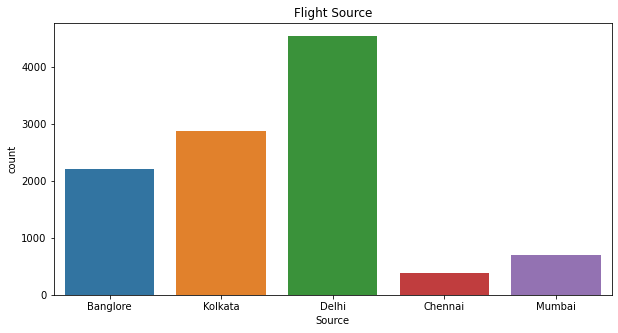 Flight Source
count
4000
3000
2000
1000
0
Banglore Kolkata Delhi Chennai Mumbai
Source